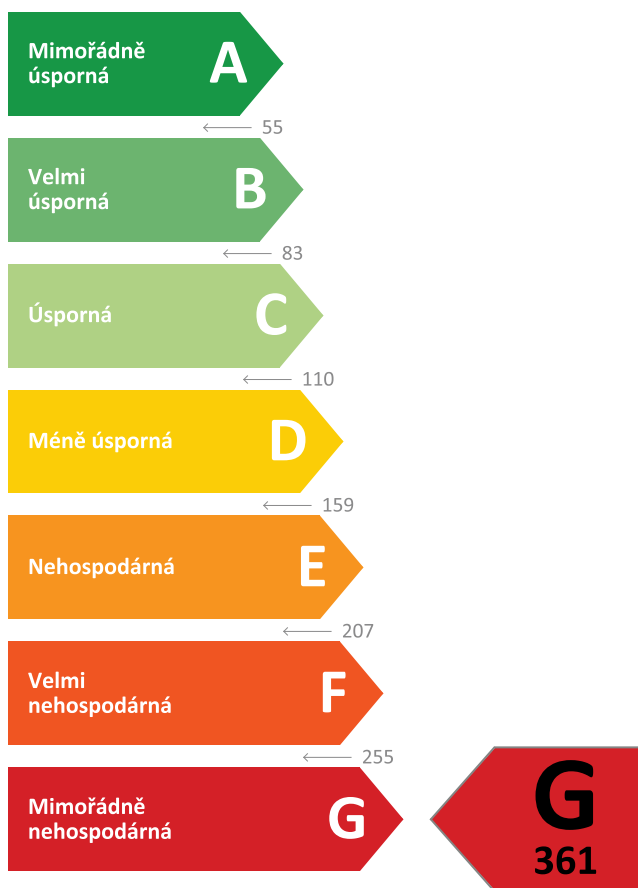 Mimořádně
úsporná
A
55
Velmi
úsporná
B
83
Úsporná
C
110
Méně úsporná
D
159
Nehospodárná
E
207
Velmi
nehospodárná
F
255
Mimořádně
nehospodárná
G
G
361